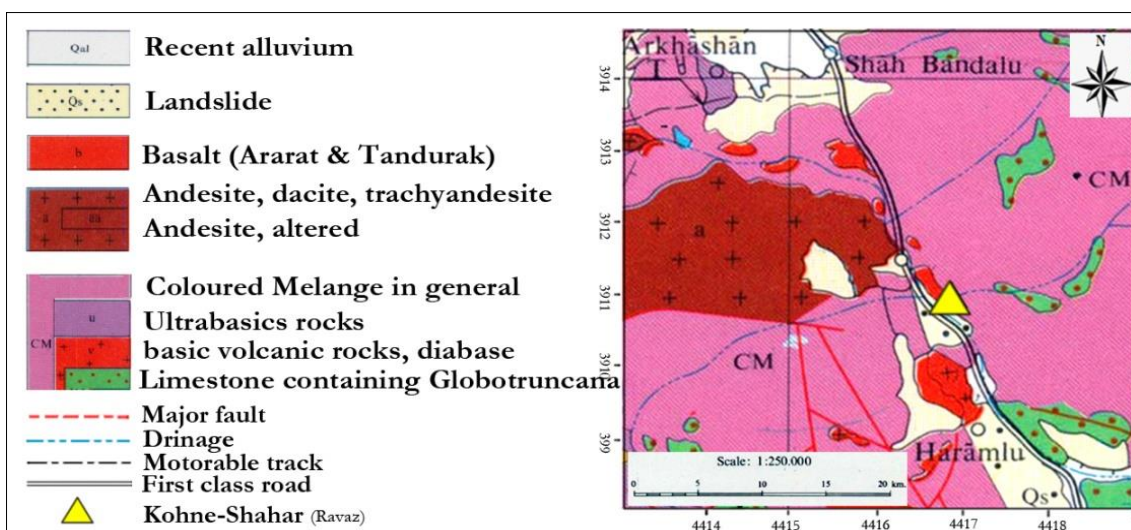 Qal
Recent alluvium
Qs
Landslide
b
Basalt (Ararat & Tandurak)
a
Andesite, dacite, trachyandesite
Andesite, altered
CM
Coloured Melange in general
u
Ultrabasics rocks
v
basic volcanic rocks, diabase
Limestone containing Globotruncana
Major fault
Drinage
Motorable track
First class road
Kohne-Shahar (Ravaz)
N
Arkhāshān
Shāh Bandalu
T
3914
3913
CM
3912
a
3911
CM
3910
399
Harāmlu
Scale: 1:250.000
0 5 10 15 20 km.
Qs
4414 4415 4416 4417 4418